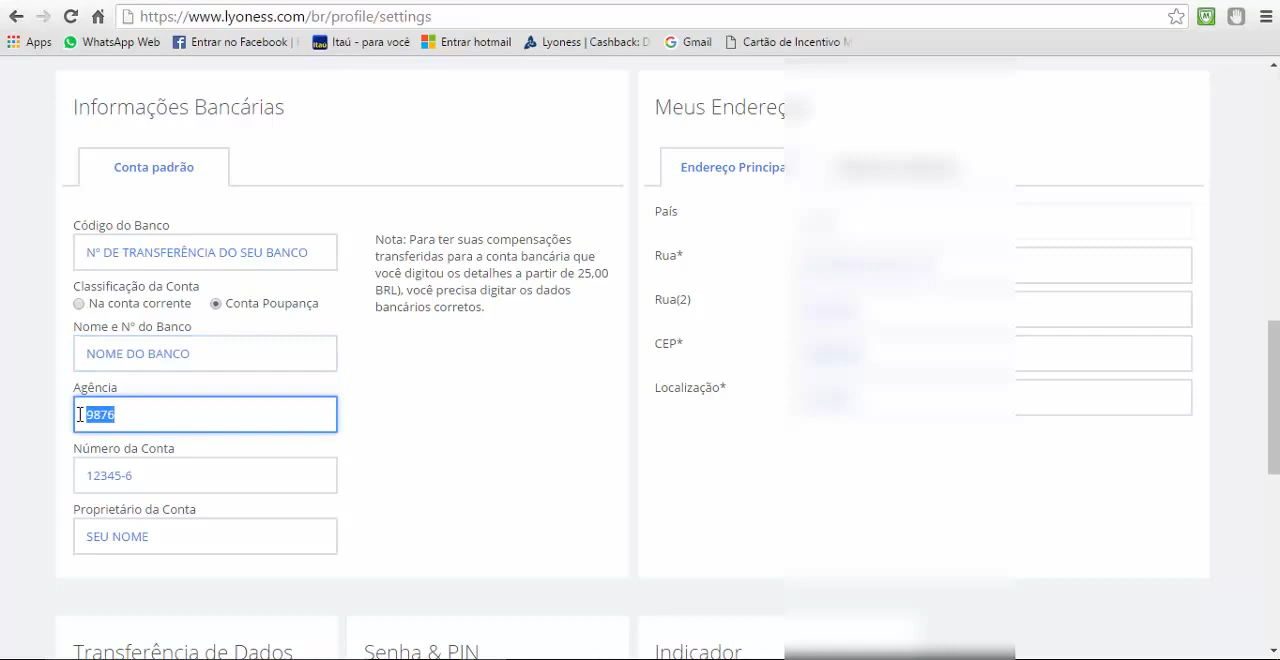 https://www.lyoness.com/br/profile/settings
Apps WhatsApp Web Entrar no Facebook | Itaú - para você Entrar hotmail Lyoness | Cashback: D Gmail Cartão de Incentivo M
Informações Bancárias
Conta padrão
Código do Banco
Nº DE TRANSFERÊNCIA DO SEU BANCO
Classificação da Conta
Na conta corrente Conta Poupança
Nome e Nº do Banco
NOME DO BANCO
Agência
9876
Número da Conta
12345-6
Proprietário da Conta
SEU NOME
Nota: Para ter suas compensações
transferidas para a conta bancária que
você digitou os detalhes a partir de 25,00
BRL), você precisa digitar os dados
bancários corretos.
Meus Endereç
Endereço Principa
País
Rua*
Rua(2)
CEP*
Localização*
Transferência de Dados
Senha & PIN
Indicador